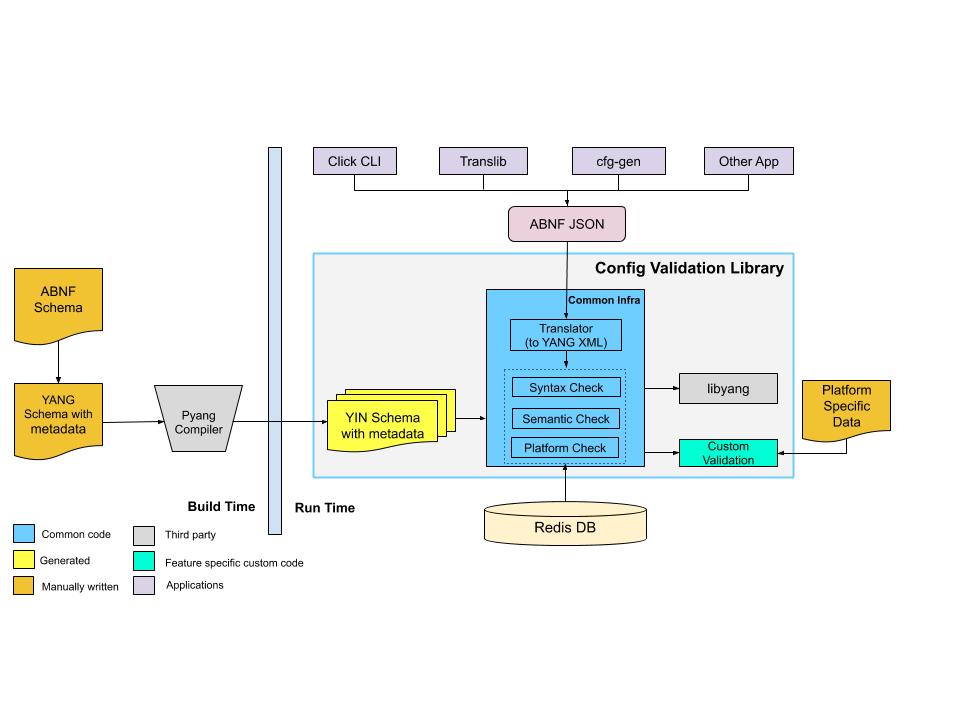 Click CLI
Translib
cfg-gen
Other App
ABNF JSON
Config Validation Library
ABNF
Schema
Common Infra
Translator
(to YANG XML)
YANG
Schema with
metadata
Pyang
Compiler
YIN Schema
with metadata
Syntax Check
Semantic Check
Platform Check
libyang
Custom
Validation
Platform
Specific
Data
Build Time
Run Time
Redis DB
Common code
Third party
Generated
Feature specific custom code
Manually written
Applications